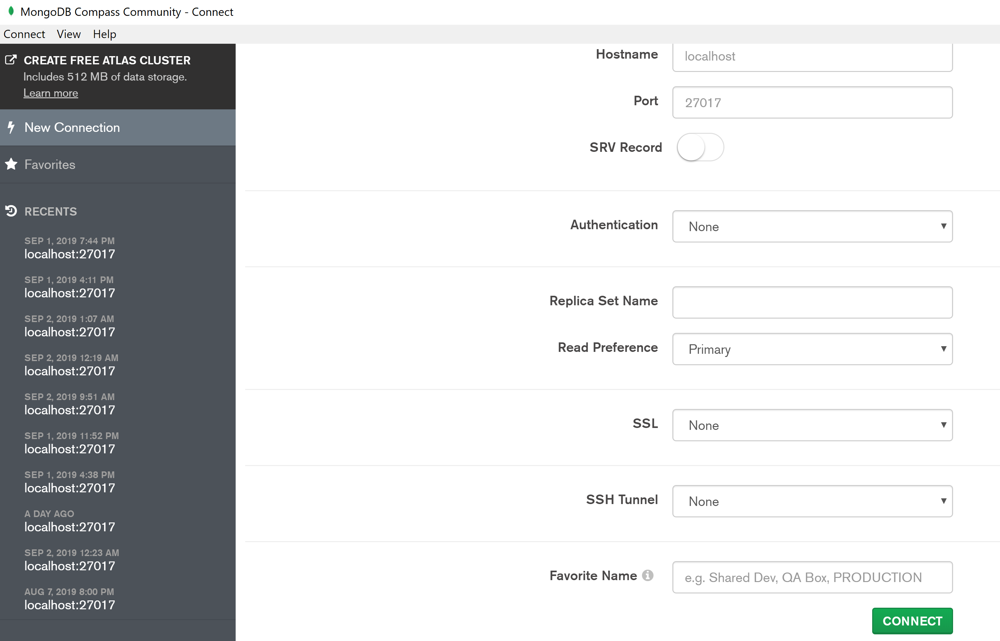 MongoDB Compass Community - Connect
Connect View Help
CREATE FREE ATLAS CLUSTER
Includes 512 MB of data storage.
Learn more
New Connection
Favorites
RECENTS
SEP 1, 2019 7:44 PM
localhost:27017
SEP 1, 2019 4:11 PM
localhost:27017
SEP 2, 2019 1:07 AM
localhost:27017
SEP 2, 2019 12:19 AM
localhost:27017
SEP 2, 2019 9:51 AM
localhost:27017
SEP 1, 2019 11:52 PM
localhost:27017
SEP 1, 2019 4:38 PM
localhost:27017
A DAY AGO
localhost:27017
SEP 2, 2019 12:23 AM
localhost:27017
AUG 7, 2019 8:00 PM
localhost:27017
Hostname localhost
Port 27017
SRV Record
Authentication None
Replica Set Name
Read Preference Primary
SSL None
SSH Tunnel None
Favorite Name e.g. Shared Dev, QA Box, PRODUCTION
CONNECT